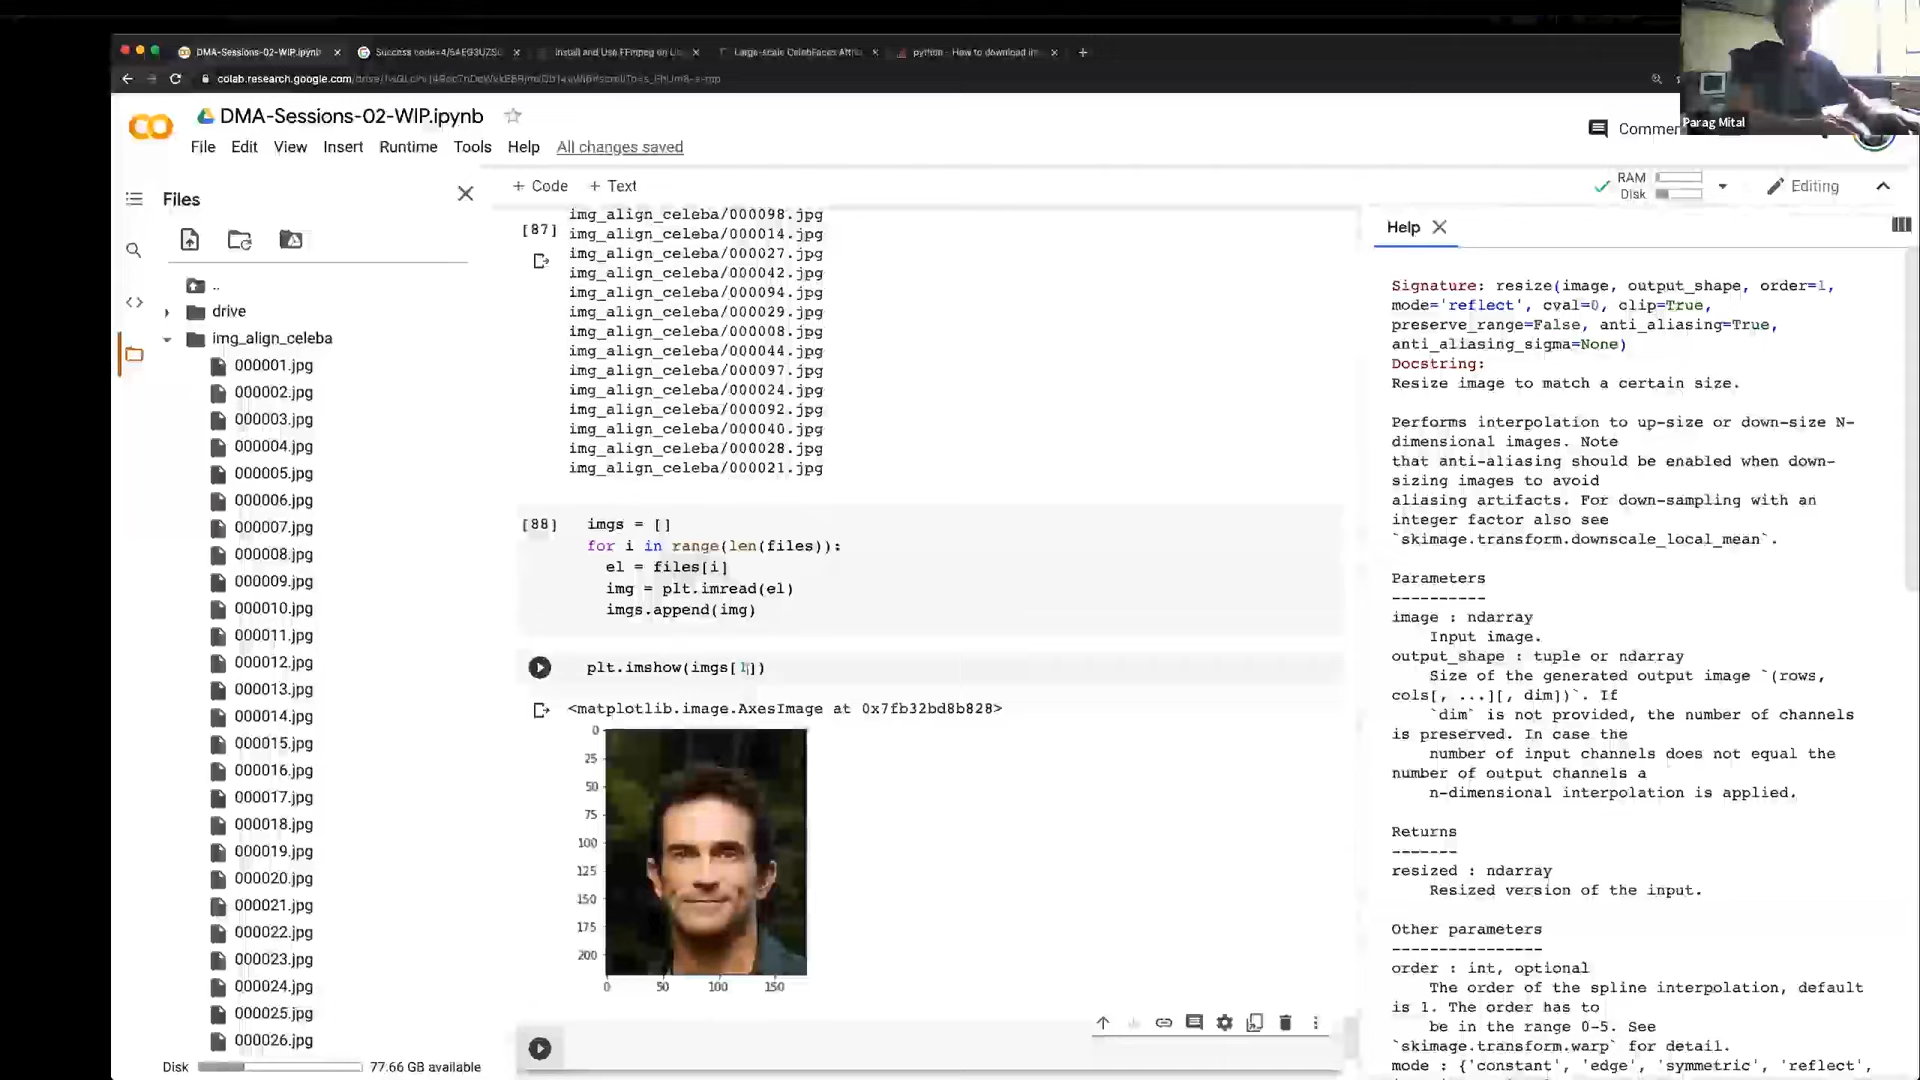 DMA-Sessions-02-WIP.ipynb
Install and Use FFmpeg on
Large-scale CelebFaces Attri
python - How to download
colab.research.google.com
Parag Mital
DMA-Sessions-02-WIP.ipynb
File Edit View Insert Runtime Tools Help All changes saved
+ Code + Text
RAM
Disk
Editing
Files
..
drive
img_align_celeba
000001.jpg
000002.jpg
000003.jpg
000004.jpg
000005.jpg
000006.jpg
000007.jpg
000008.jpg
000009.jpg
000010.jpg
000011.jpg
000012.jpg
000013.jpg
000014.jpg
000015.jpg
000016.jpg
000017.jpg
000018.jpg
000019.jpg
000020.jpg
000021.jpg
000022.jpg
000023.jpg
000024.jpg
000025.jpg
000026.jpg
Disk 77.66 GB available
[87]
img_align_celeba/000098.jpg
img_align_celeba/000014.jpg
img_align_celeba/000027.jpg
img_align_celeba/000042.jpg
img_align_celeba/000094.jpg
img_align_celeba/000029.jpg
img_align_celeba/000008.jpg
img_align_celeba/000044.jpg
img_align_celeba/000097.jpg
img_align_celeba/000024.jpg
img_align_celeba/000092.jpg
img_align_celeba/000040.jpg
img_align_celeba/000028.jpg
img_align_celeba/000021.jpg
[88] imgs = []
for i in range(len(files)):
el = files[i]
img = plt.imread(el)
imgs.append(img)
plt.imshow(imgs[1])
<matplotlib.image.AxesImage at 0x7fb32bd8b828>
0
25
50
75
100
125
150
175
200
0 50 100 150
Help
Signature: resize(image, output_shape, order=1,
mode='reflect', cval=0, clip=True,
preserve_range=False, anti_aliasing=True,
anti_aliasing_sigma=None)
Docstring:
Resize image to match a certain size.
Performs interpolation to up-size or down-size N-
dimensional images. Note
that anti-aliasing should be enabled when down-
sizing images to avoid
aliasing artifacts. For down-sampling with an
integer factor also see
`skimage.transform.downscale_local_mean`.
Parameters
----------
image : ndarray
Input image.
output_shape : tuple or ndarray
Size of the generated output image `(rows,
cols[, ...][, dim])`. If
`dim` is not provided, the number of channels
is preserved. In case the
number of input channels does not equal the
number of output channels a
n-dimensional interpolation is applied.
Returns
-------
resized : ndarray
Resized version of the input.
Other parameters
----------------
order : int, optional
The order of the spline interpolation, default
is 1. The order has to
be in the range 0-5. See
`skimage.transform.warp` for detail.
mode : {'constant', 'edge', 'symmetric', 'reflect',